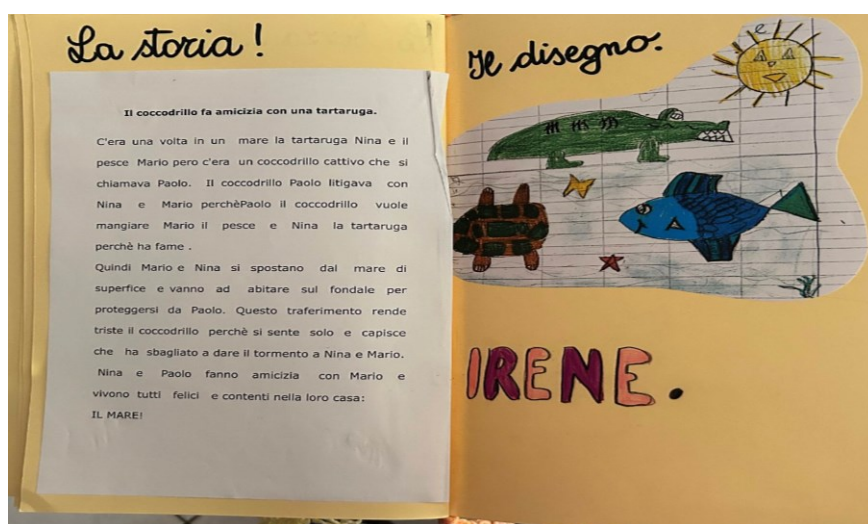 La storia !
Il coccodrillo fa amicizia con una tartaruga.
C'era una volta in un mare la tartaruga Nina e il
pesce Mario pero c'era un coccodrillo cattivo che si
chiamava Paolo. Il coccodrillo Paolo litigava con
Nina e Mario perchèPaolo il coccodrillo vuole
mangiare Mario il pesce e Nina la tartaruga
perchè ha fame .
Quindi Mario e Nina si spostano dal mare di
superfice e vanno ad abitare sul fondale per
proteggersi da Paolo. Questo traferimento rende
triste il coccodrillo perchè si sente solo e capisce
che ha sbagliato a dare il tormento a Nina e Mario.
Nina e Paolo fanno amicizia con Mario e
vivono tutti felici e contenti nella loro casa:
IL MARE!
Il disegno.
IRENE.